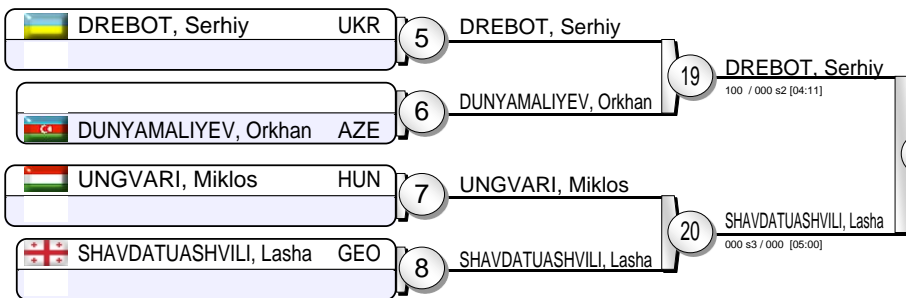 DREBOT, Serhiy UKR
5
DREBOT, Serhiy
19
DREBOT, Serhiy
100 / 000 s2 [04:11]
6
DUNYAMALIYEV, Orkhan
DUNYAMALIYEV, Orkhan AZE
UNGVARI, Miklos HUN
7
UNGVARI, Miklos
20
SHAVDATUASHVILI, Lasha
000 s3 / 000 [05:00]
SHAVDATUASHVILI, Lasha GEO
8
SHAVDATUASHVILI, Lasha